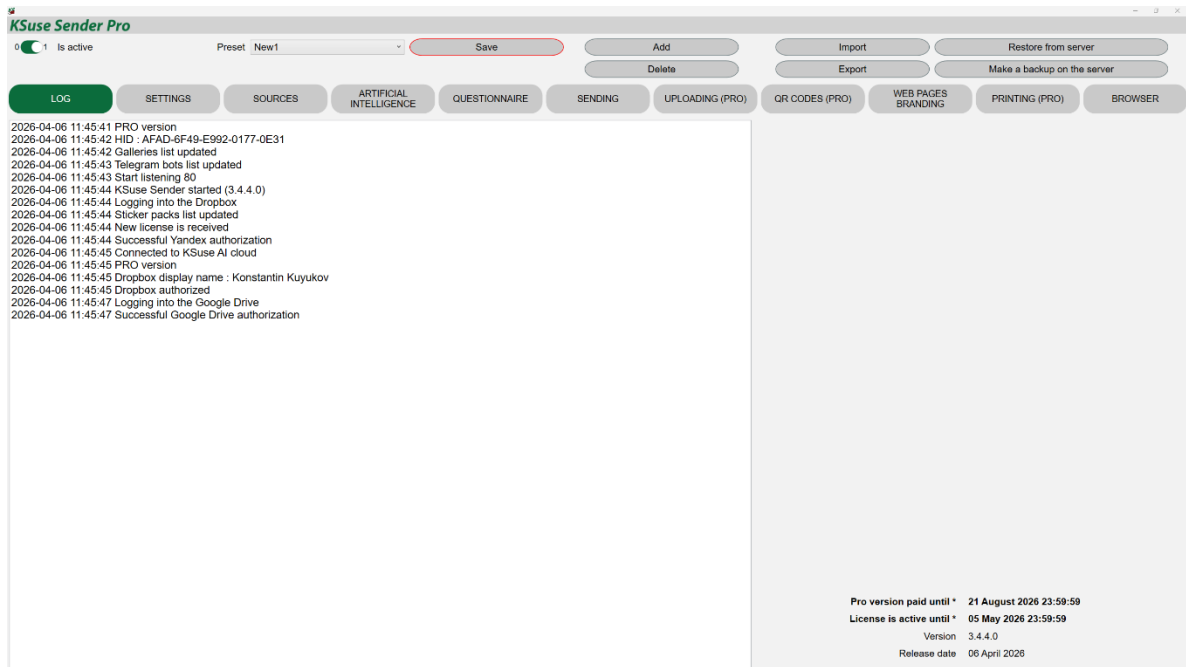 KSuse Sender Pro
0 1 Is active Preset New1 Save Add Import Restore from server
Delete Export Make a backup on the server
LOG SETTINGS SOURCES ARTIFICIAL INTELLIGENCE QUESTIONNAIRE SENDING UPLOADING (PRO) QR CODES (PRO) WEB PAGES BRANDING PRINTING (PRO) BROWSER
2026-04-06 11:45:41 PRO version
2026-04-06 11:45:42 HID : AFAD-6F49-E992-0177-0E31
2026-04-06 11:45:42 Galleries list updated
2026-04-06 11:45:43 Telegram bots list updated
2026-04-06 11:45:43 Start listening 80
2026-04-06 11:45:44 KSuse Sender started (3.4.4.0)
2026-04-06 11:45:44 Logging into the Dropbox
2026-04-06 11:45:44 Sticker packs list updated
2026-04-06 11:45:44 New license is received
2026-04-06 11:45:44 Successful Yandex authorization
2026-04-06 11:45:45 Connected to KSuse AI cloud
2026-04-06 11:45:45 PRO version
2026-04-06 11:45:45 Dropbox display name : Konstantin Kuyukov
2026-04-06 11:45:45 Dropbox authorized
2026-04-06 11:45:47 Logging into the Google Drive
2026-04-06 11:45:47 Successful Google Drive authorization
Pro version paid until * 21 August 2026 23:59:59
License is active until * 05 May 2026 23:59:59
Version 3.4.4.0
Release date 06 April 2026